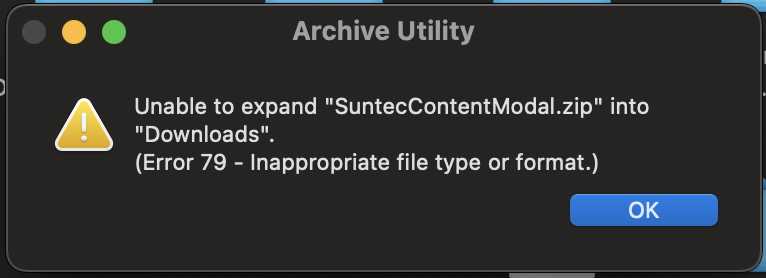 Archive Utility
Unable to expand "SuntecContentModal.zip" into
"Downloads".
(Error 79 - Inappropriate file type or format.)
OK